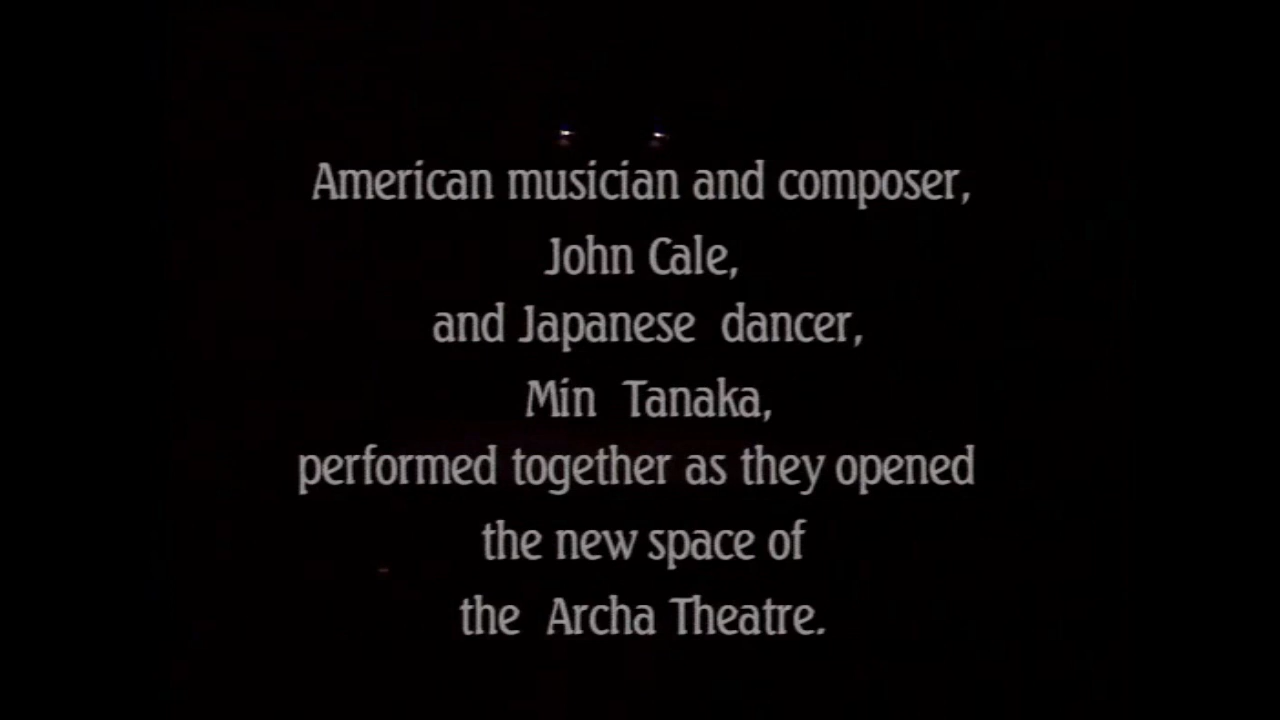 American musician and composer,
John Cale,
and Japanese dancer,
Min Tanaka,
performed together as they opened
the new space of
the Archa Theatre.